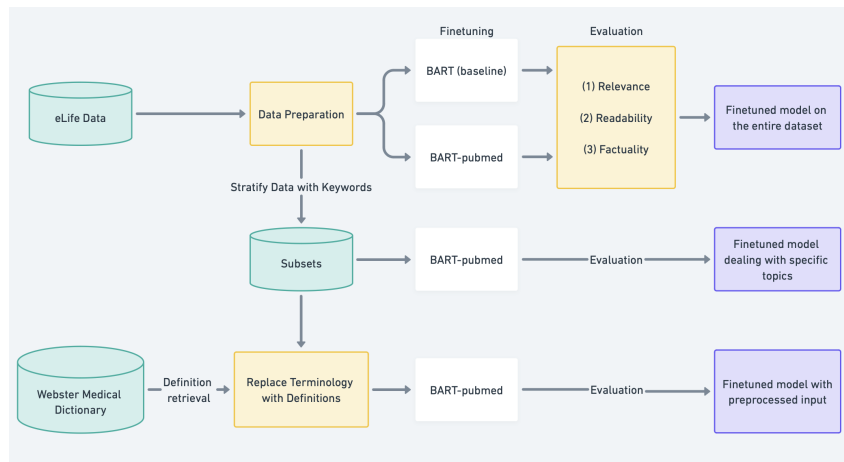 Finetuning
Evaluation
eLife Data
Data Preparation
BART (baseline)
BART-pubmed
(1) Relevance
(2) Readability
(3) Factuality
Finetuned model on
the entire dataset
Stratify Data with Keywords
Subsets
BART-pubmed
Evaluation
Finetuned model
dealing with specific
topics
Webster Medical
Dictionary
Definition
retrieval
Replace Terminology
with Definitions
BART-pubmed
Evaluation
Finetuned model with
preprocessed input